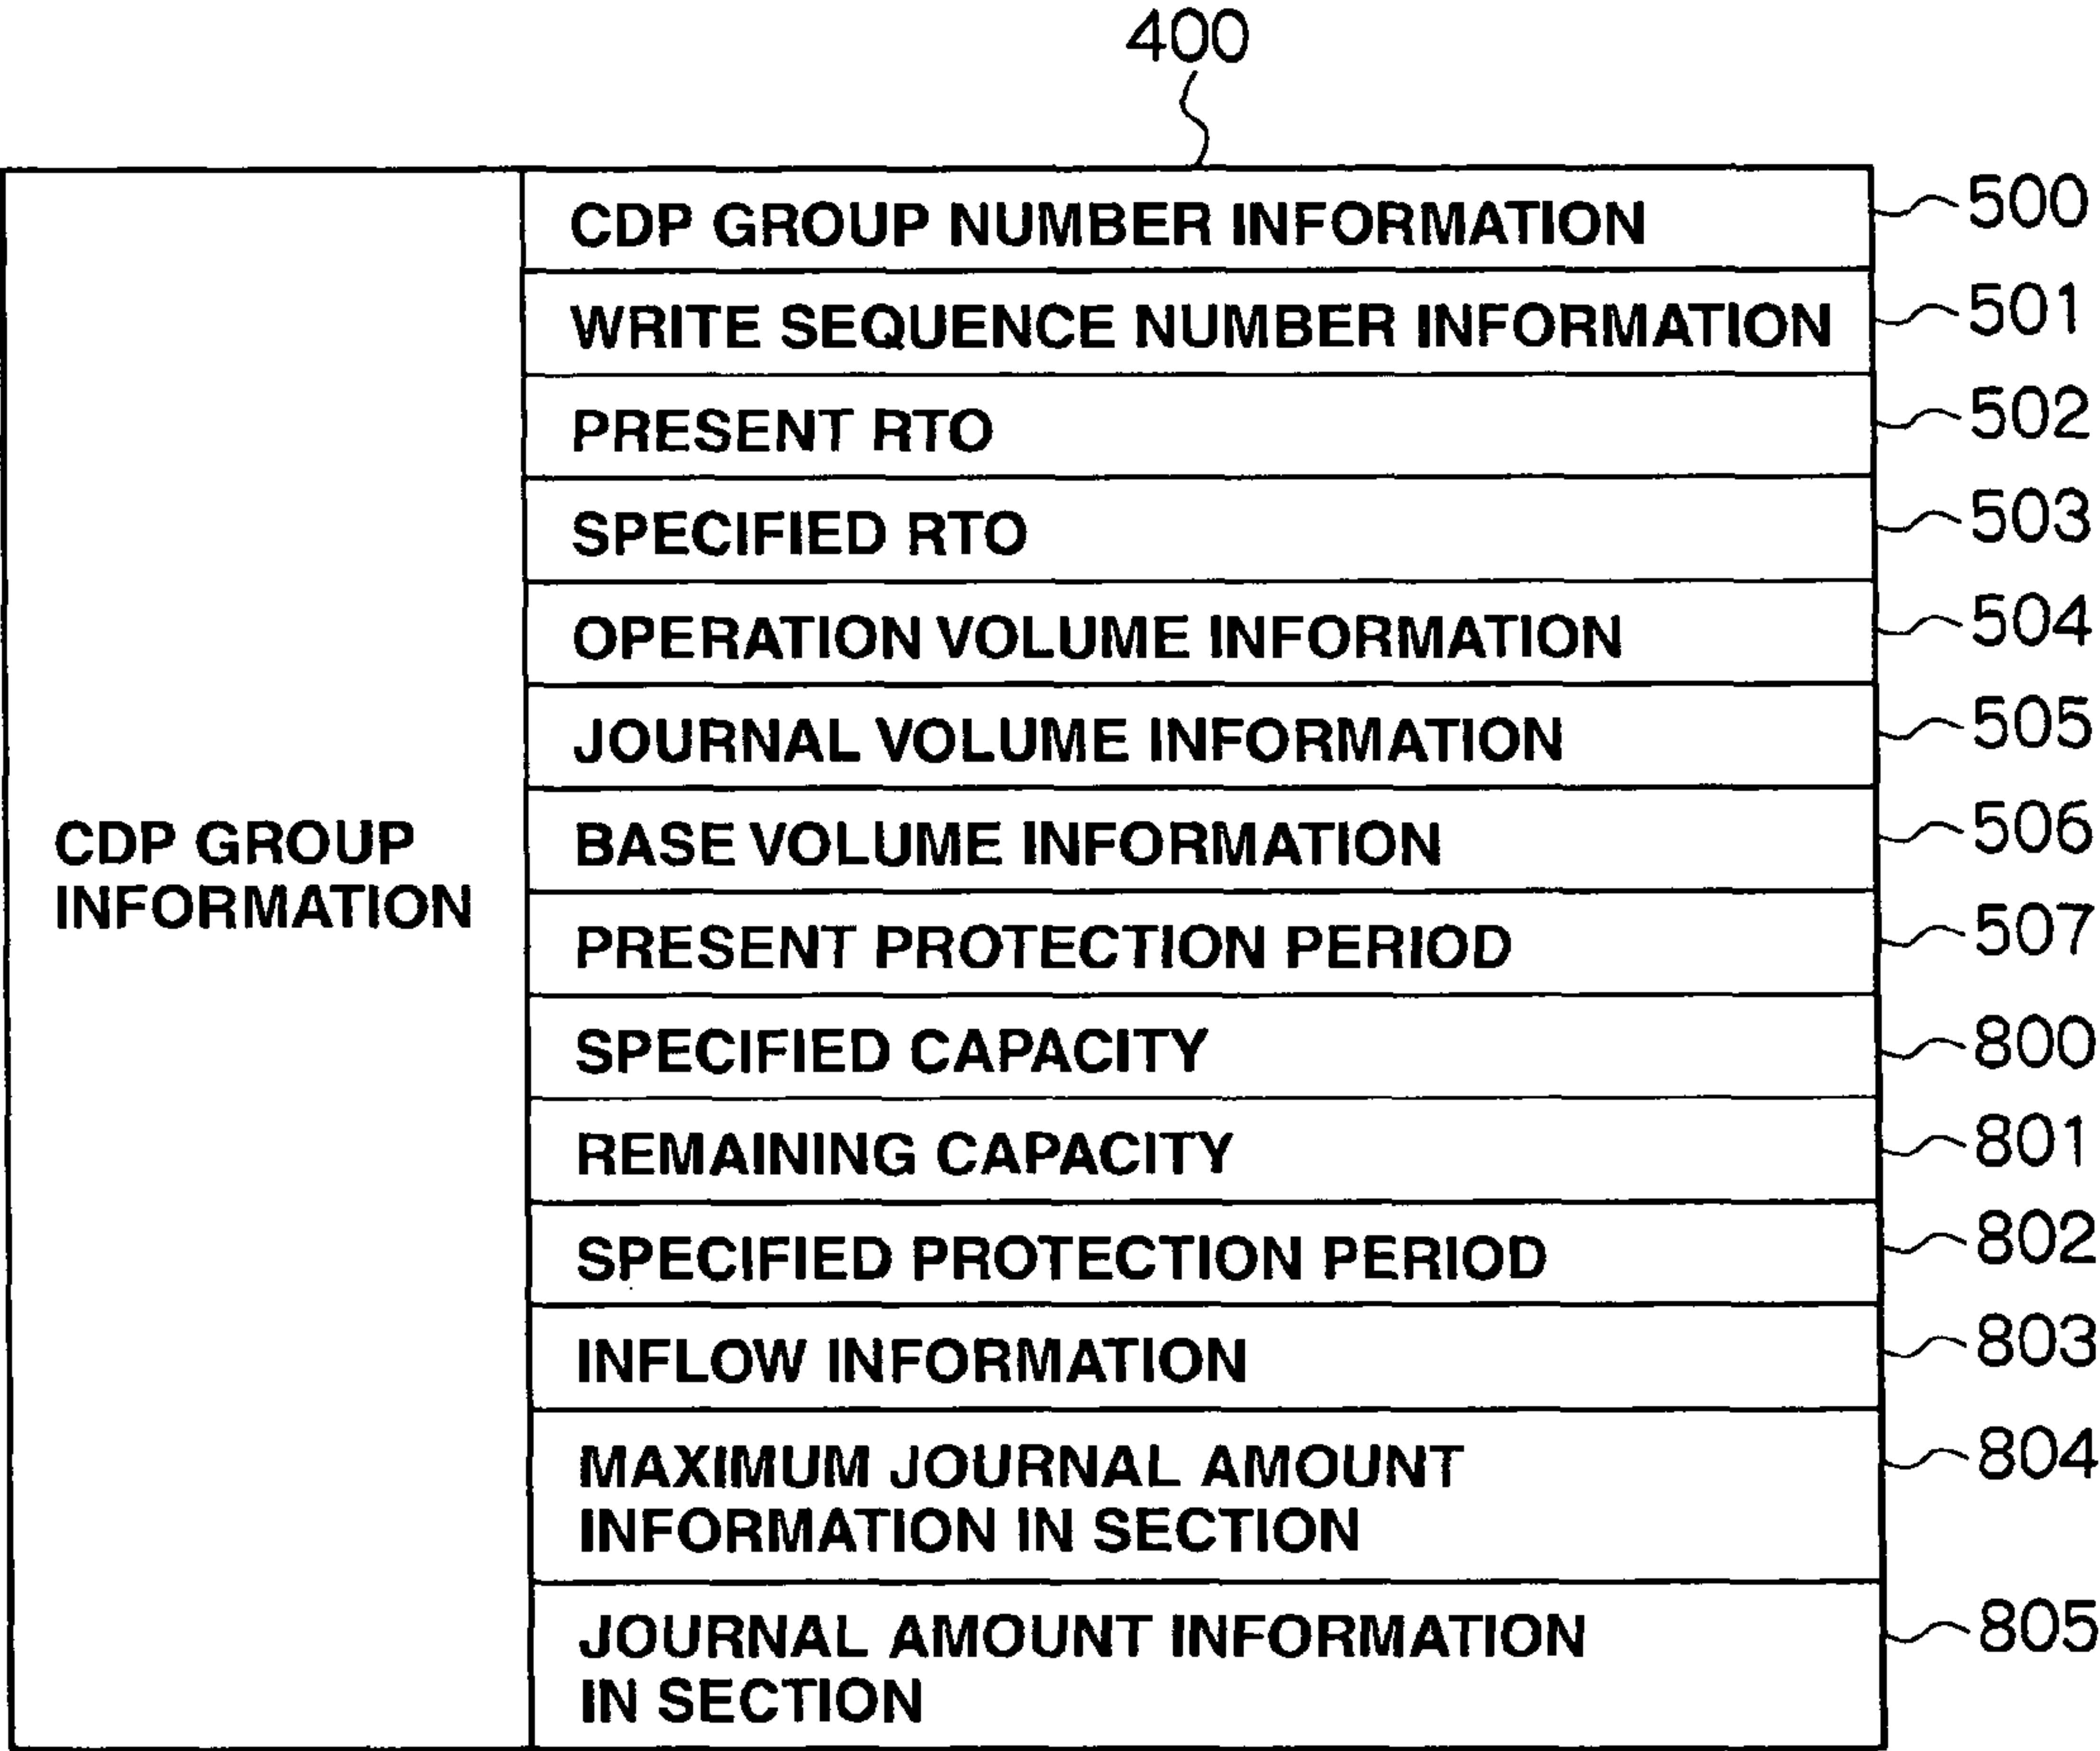 400
CDP GROUP
INFORMATION
CDP GROUP NUMBER INFORMATION
500
WRITE SEQUENCE NUMBER INFORMATION
501
PRESENT RTO
502
SPECIFIED RTO
503
OPERATION VOLUME INFORMATION
504
JOURNAL VOLUME INFORMATION
505
BASE VOLUME INFORMATION
506
PRESENT PROTECTION PERIOD
507
SPECIFIED CAPACITY
800
REMAINING CAPACITY
801
SPECIFIED PROTECTION PERIOD
802
INFLOW INFORMATION
803
MAXIMUM JOURNAL AMOUNT
INFORMATION IN SECTION
804
JOURNAL AMOUNT INFORMATION
IN SECTION
805